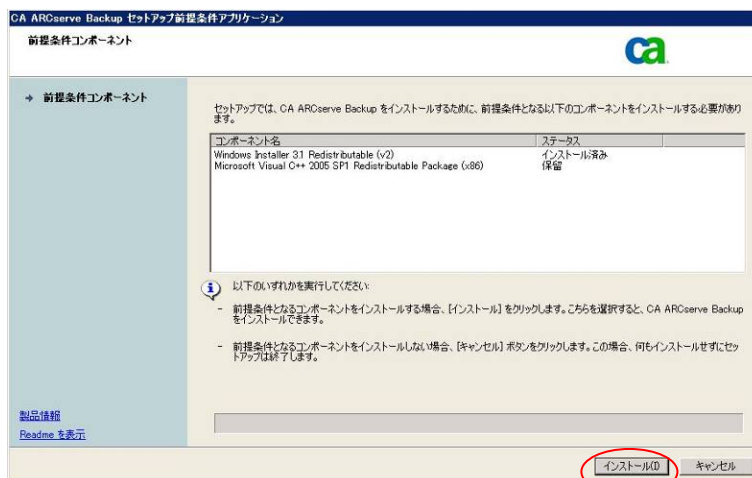 CA ARCserve Backup セットアップ前提条件アプリケーション
前提条件コンポーネント
ca
前提条件コンポーネント
セットアップでは、CA ARCserve Backup をインストールするために、前提条件となる以下のコンポーネントをインストールする必要があり
ます。
コンポーネント名 ステータス
Windows Installer 3.1 Redistributable (v2) インストール済み
Microsoft Visual C++ 2005 SP1 Redistributable Package (x86) 保留
以下のいずれかを実行してください:
- 前提条件となるコンポーネントをインストールする場合、[インストール] をクリックします。こちらを選択すると、CA ARCserve Backup
をインストールできます。
- 前提条件となるコンポーネントをインストールしない場合、[キャンセル] ボタンをクリックします。この場合、何もインストールせずにセッ
トアップは終了します。
製品情報
Readme を表示
インストール(I) キャンセル